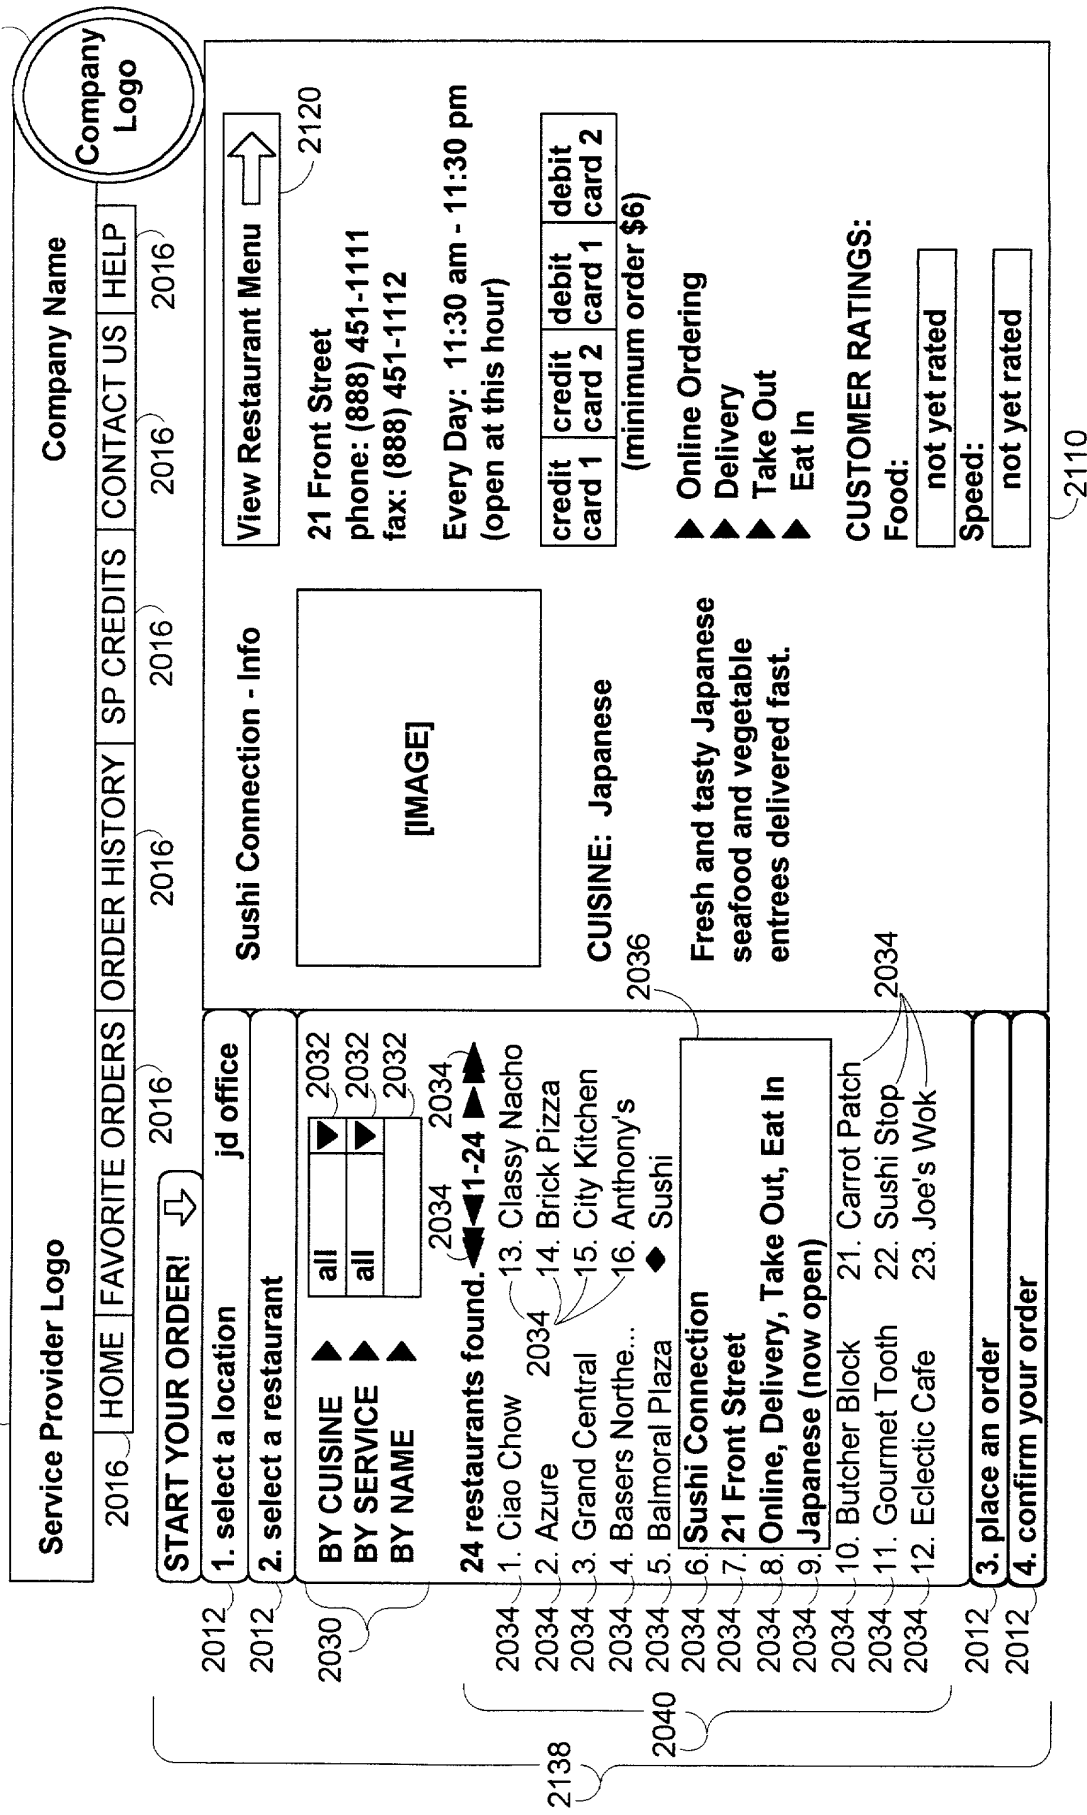 Service Provider Logo
Company Name
Company
Logo
HOME
FAVORITE ORDERS
ORDER HISTORY
SP CREDITS
CONTACT US
HELP
2016
2016
2016
2016
2016
2016
START YOUR ORDER!
2012
1. select a location
jd office
2012
2. select a restaurant
2030
BY CUISINE
all
2032
BY SERVICE
all
2032
BY NAME
2032
2034
2034
24 restaurants found.
1-24
2034
1. Ciao Chow
13. Classy Nacho
2034
2034
2. Azure
14. Brick Pizza
2034
3. Grand Central
15. City Kitchen
2034
4. Basers Northe...
16. Anthony's
2034
5. Balmoral Plaza
Sushi
2036
2034
6.
Sushi Connection
2034
7.
21 Front Street
2034
8.
Online, Delivery, Take Out, Eat In
2034
9.
Japanese (now open)
2034
10. Butcher Block
21. Carrot Patch
2034
11. Gourmet Tooth
22. Sushi Stop
2034
2034
12. Eclectic Cafe
23. Joe's Wok
2040
2138
2012
3. place an order
2012
4. confirm your order
Sushi Connection - Info
[IMAGE]
CUISINE: Japanese
Fresh and tasty Japanese
seafood and vegetable
entrees delivered fast.
View Restaurant Menu
2120
21 Front Street
phone: (888) 451-1111
fax: (888) 451-1112
Every Day: 11:30 am - 11:30 pm
(open at this hour)
credit
card 1
credit
card 2
debit
card 1
debit
card 2
(minimum order $6)
Online Ordering
Delivery
Take Out
Eat In
CUSTOMER RATINGS:
Food:
not yet rated
Speed:
not yet rated
2110